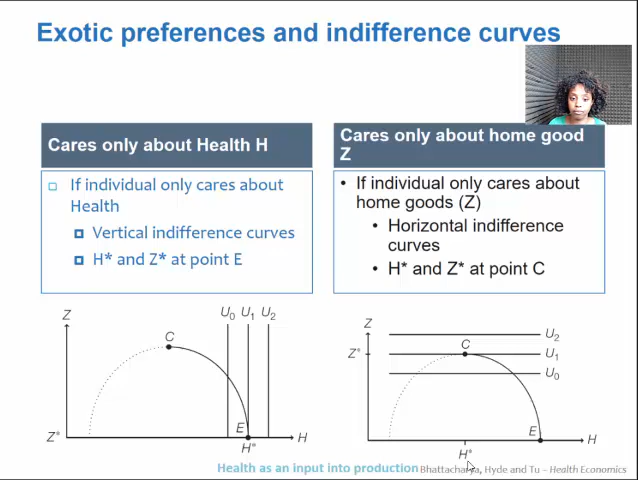 Exotic preferences and indifference curves
Cares only about Health H
If individual only cares about
Health
Vertical indifference curves
H* and Z* at point E
Cares only about home good
Z
If individual only cares about
home goods (Z)
Horizontal indifference
curves
H* and Z* at point C
Z
U0 U1 U2
C
E
Z*
H
H*
Z
U2
C
Z*
U1
U0
E
H
H*
Health as an input into production
Bhattacharya, Hyde and Tu – Health Economics